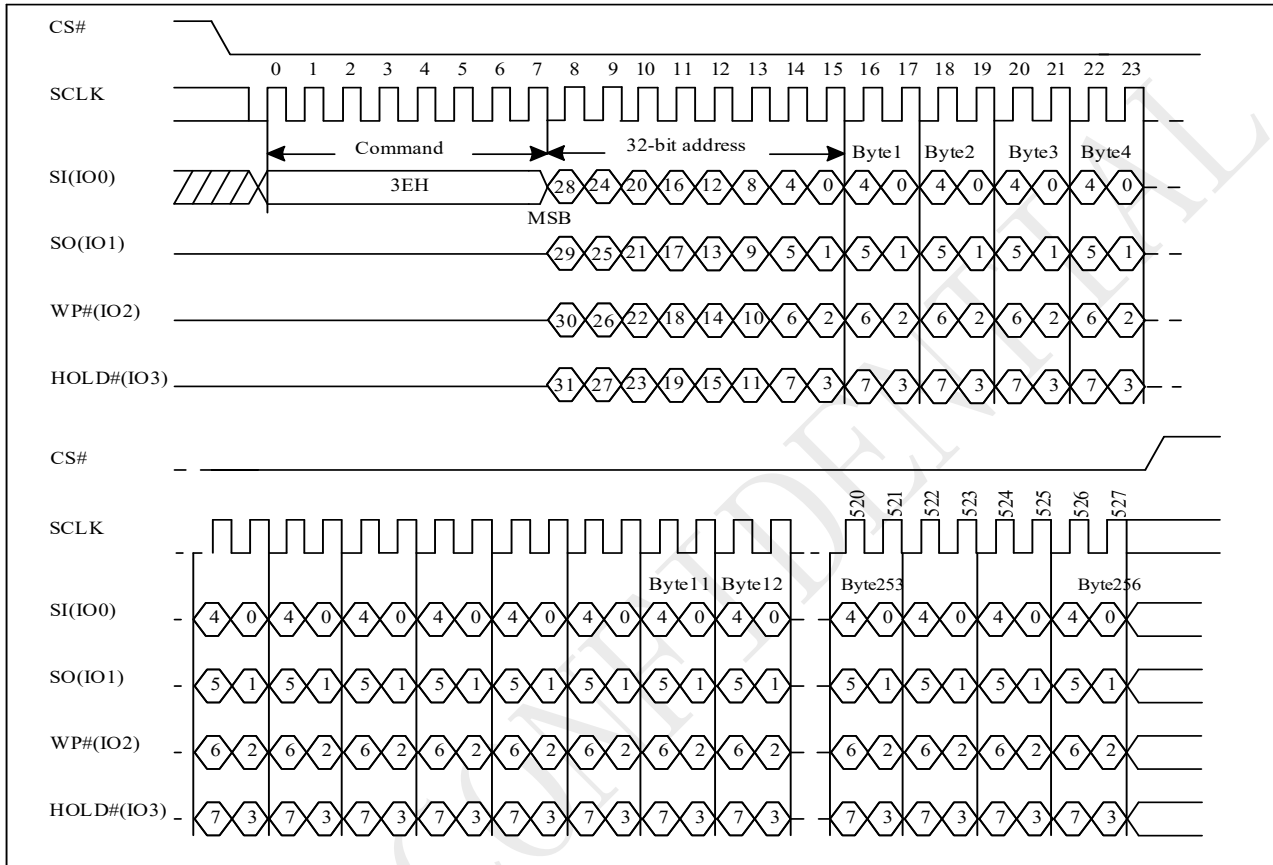 CS#
0 1 2 3 4 5 6 7 8 9 10 11 12 13 14 15 16 17 18 19 20 21 22 23
SCLK
Command 32-bit address Byte1 Byte2 Byte3 Byte4
SI(IO0) 3EH 28 24 20 16 12 8 4 0 4 0 4 0 4 0 4 0
MSB
SO(IO1) 29 25 21 17 13 9 5 1 5 1 5 1 5 1 5 1
WP#(IO2) 30 26 22 18 14 10 6 2 6 2 6 2 6 2 6 2
HOLD#(IO3) 31 27 23 19 15 11 7 3 7 3 7 3 7 3 7 3
CS#
520 521 522 523 524 525 526 527
SCLK
Byte11 Byte12 Byte253 Byte256
SI(IO0) 4 0 4 0 4 0 4 0 4 0 4 0 4 0 4 0 4 0 4 0 4 0 4 0
SO(IO1) 5 1 5 1 5 1 5 1 5 1 5 1 5 1 5 1 5 1 5 1 5 1 5 1
WP#(IO2) 6 2 6 2 6 2 6 2 6 2 6 2 6 2 6 2 6 2 6 2 6 2 6 2
HOLD#(IO3) 7 3 7 3 7 3 7 3 7 3 7 3 7 3 7 3 7 3 7 3 7 3 7 3
CONFIDENTIAL